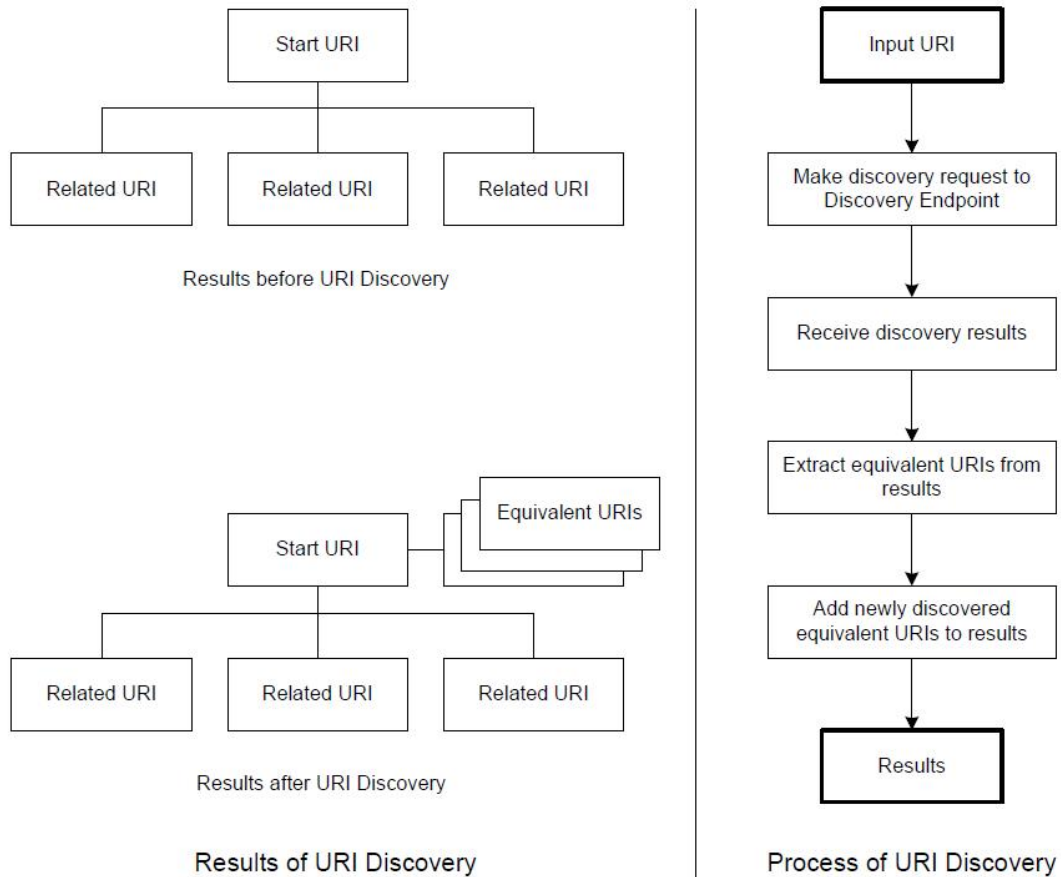 Start URI
Related URI
Related URI
Related URI
Results before URI Discovery
Start URI
Equivalent URIs
Related URI
Related URI
Related URI
Results after URI Discovery
Results of URI Discovery
Input URI
Make discovery request to
Discovery Endpoint
Receive discovery results
Extract equivalent URIs from
results
Add newly discovered
equivalent URIs to results
Results
Process of URI Discovery